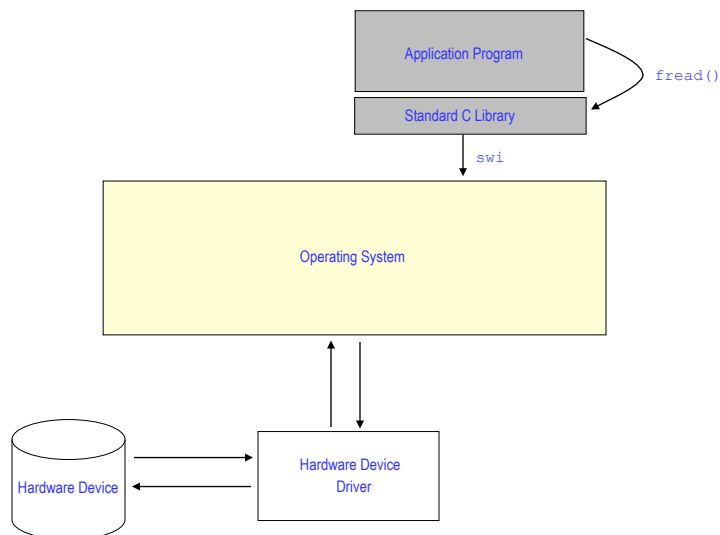 Application Program
fread()
Standard C Library
swi
Operating System
Hardware Device
Hardware Device
Driver